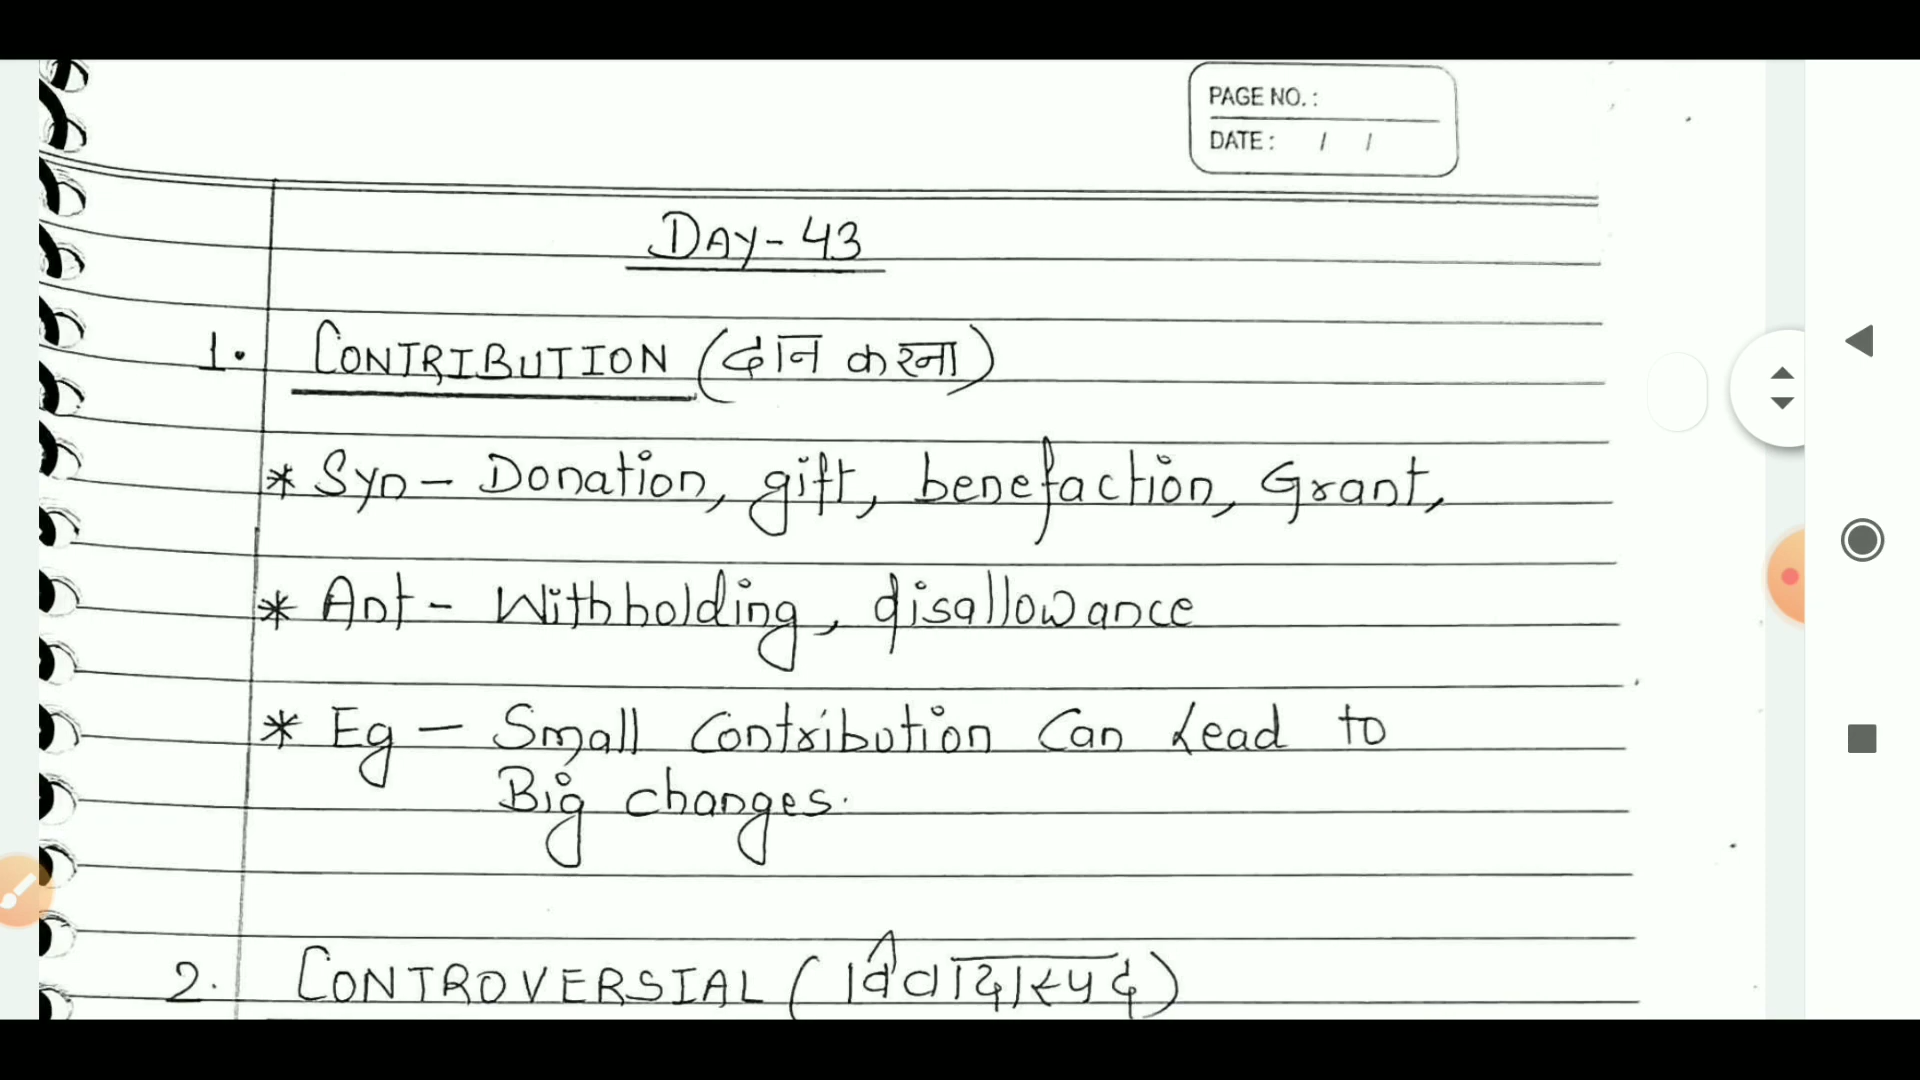 PAGE NO. :
DATE : / /
DAY - 43
1. CONTRIBUTION (दान करना)
* Syn - Donation, gift, benefaction, Grant,
* Ant - Withholding, disallowance
* Eg - Small Contribution Can Lead to
Big changes.
2. CONTROVERSIAL (विवादास्पद)